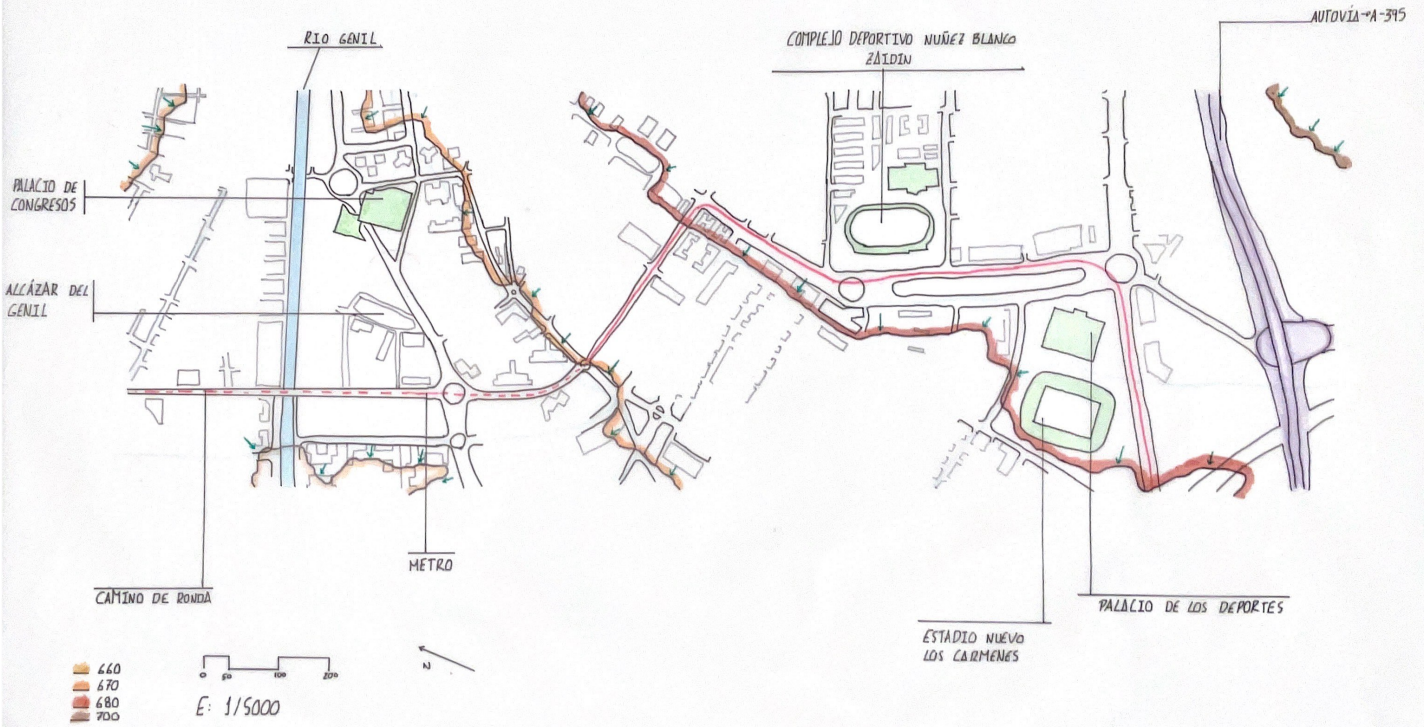 AUTOVÍA-A-395
RIO GENIL
COMPLEJO DEPORTIVO NUÑEZ BLANCO
ZAIDIN
PALACIO DE
CONGRESOS
ALCÁZAR DEL
GENIL
METRO
CAMINO DE RONDA
PALACIO DE LOS DEPORTES
ESTADIO NUEVO
LOS CARMENES
660
670
680
700
0 50 100 200
E: 1/5000
N